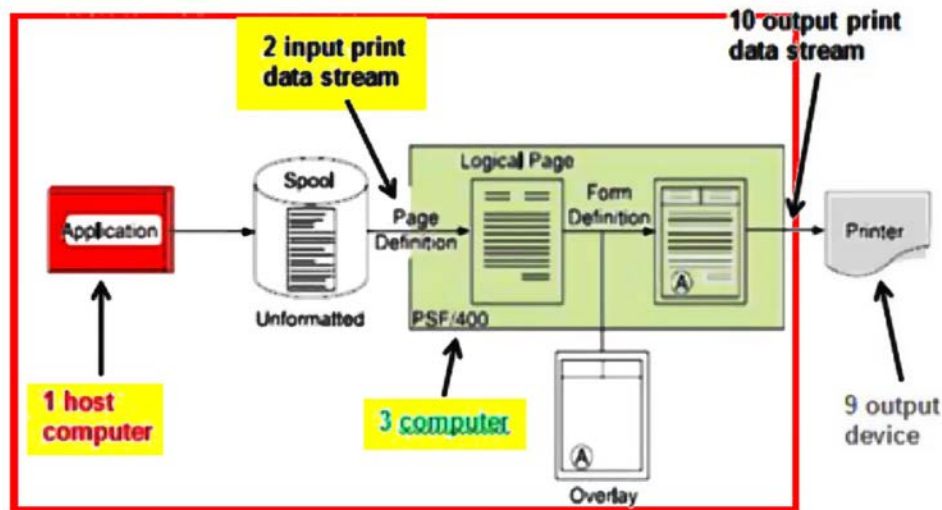 2 input print
data stream
10 output print
data stream
Logical Page
Spool
Form
Definition
Application
Page
Definition
Printer
A
Unformatted
PSF/400
1 host
computer
3 computer
9 output
device
A
Overlay